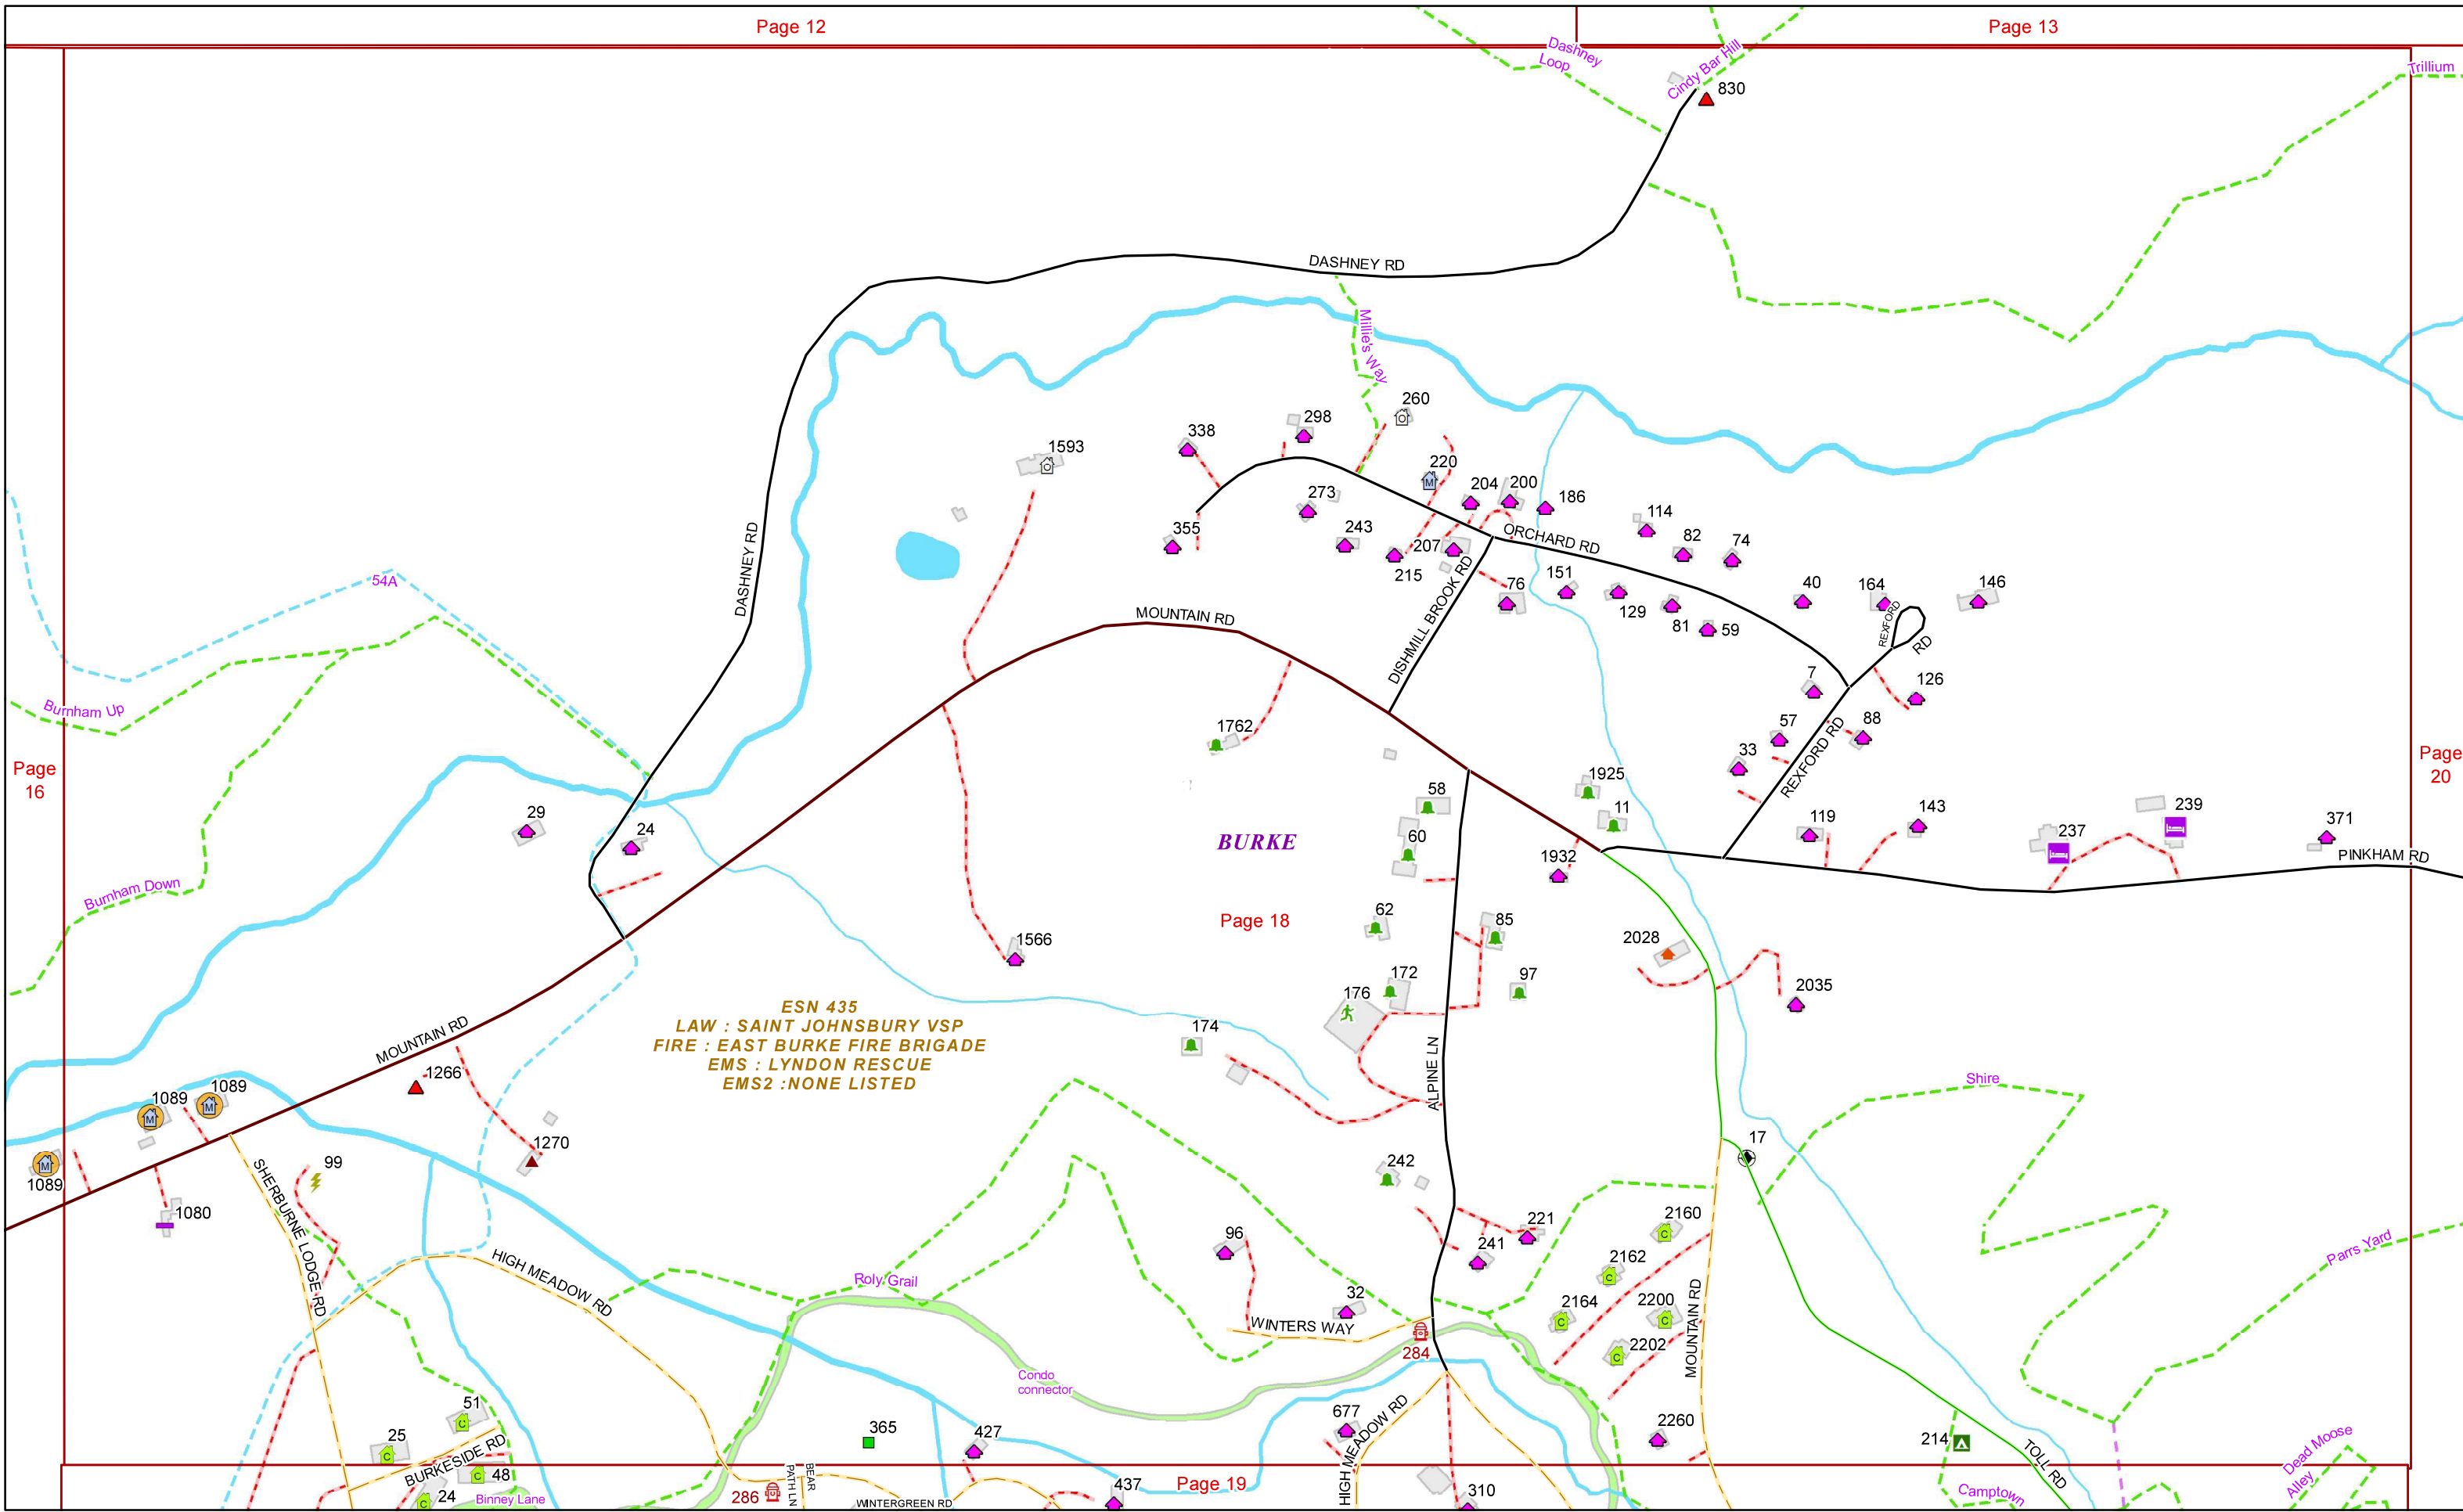 Page 12
Page 13
Dashney
Loop
Cindy Bar Hill
Trillium
830
DASHNEY RD
Millie's Way
260
298
338
1593
220
273
204
200
186
355
243
207
215
ORCHARD RD
114
82
74
DASHNEY RD
54A
MOUNTAIN RD
DISHMILL BROOK RD
76
151
129
81
59
40
164
146
REXFORD
RD
7
126
57
88
33
REXFORD RD
Burnham Up
Page
16
1762
Page
20
1925
11
58
60
29
24
BURKE
119
143
237
239
371
PINKHAM RD
1932
Burnham Down
Page 18
62
85
1566
2028
172
97
176
2035
ESN 435
LAW : SAINT JOHNSBURY VSP
FIRE : EAST BURKE FIRE BRIGADE
EMS : LYNDON RESCUE
EMS2 :NONE LISTED
174
MOUNTAIN RD
ALPINE LN
1266
1089
1089
1089
Shire
17
1270
99
242
1080
SHERBURNE LODGE RD
96
221
241
2160
2162
Parrs Yard
HIGH MEADOW RD
Roly Grail
32
2164
2200
MOUNTAIN RD
WINTERS WAY
284
2202
Condo
connector
51
25
365
427
677
HIGH MEADOW RD
2260
214
TOLL RD
Dead Moose
Alley
BURKESIDE RD
48
24
Binney Lane
286
BEAR
PATH LN
WINTERGREEN RD
437
Page 19
310
Camptown